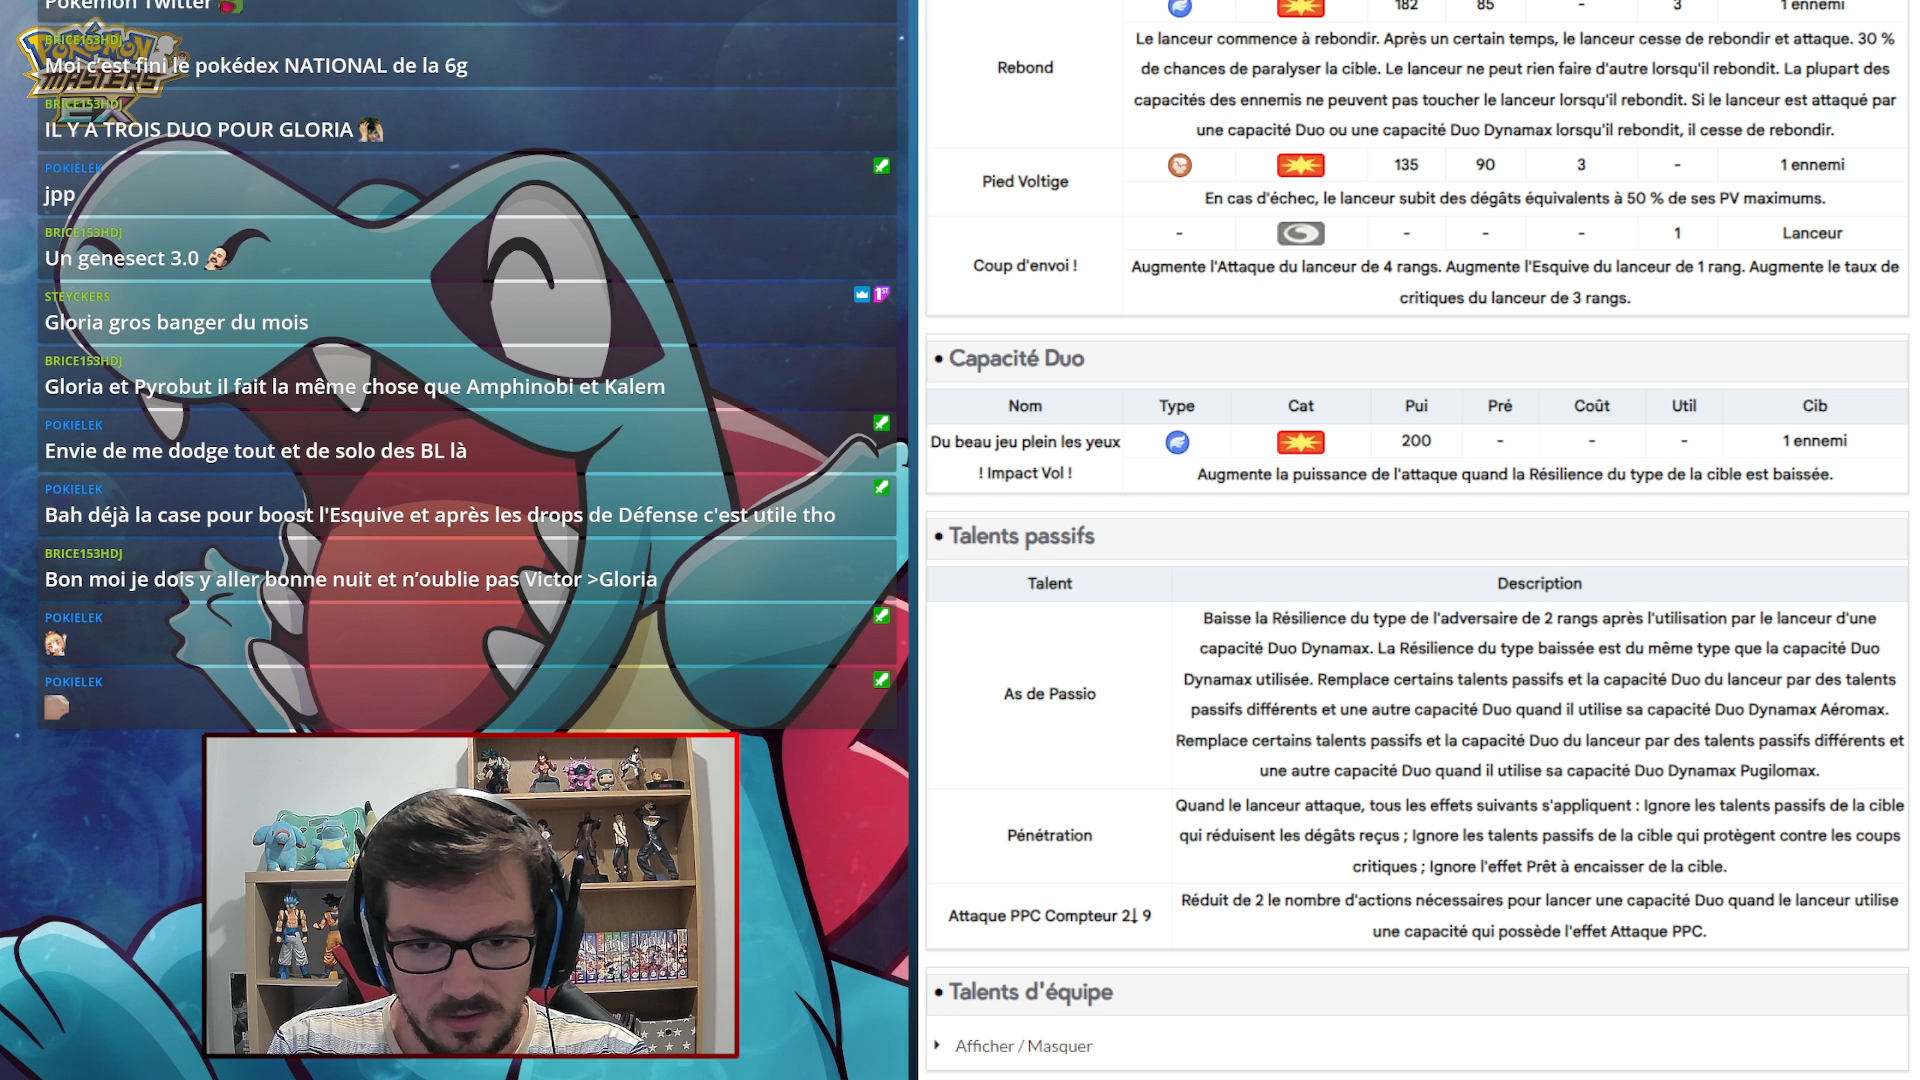 Pokémon Twitter
BRICE153HDJ
Moi c'est fini le pokédex NATIONAL de la 6g
BRICE153HDJ
IL Y A TROIS DUO POUR GLORIA
POKIELEK
jpp
BRICE153HDJ
Un genesect 3.0
STEYCKERS
1ST
Gloria gros banger du mois
BRICE153HDJ
Gloria et Pyrobut il fait la même chose que Amphinobi et Kalem
POKIELEK
Envie de me dodge tout et de solo des BL là
POKIELEK
Bah déjà la case pour boost l'Esquive et après les drops de Défense c'est utile tho
BRICE153HDJ
Bon moi je dois y aller bonne nuit et n’oublie pas Victor >Gloria
POKIELEK
POKIELEK
POKÉMON
MASTERS
EX
182 85 - 3 1 ennemi
Rebond
Le lanceur commence à rebondir. Après un certain temps, le lanceur cesse de rebondir et attaque. 30 %
de chances de paralyser la cible. Le lanceur ne peut rien faire d'autre lorsqu'il rebondit. La plupart des
capacités des ennemis ne peuvent pas toucher le lanceur lorsqu'il rebondit. Si le lanceur est attaqué par
une capacité Duo ou une capacité Duo Dynamax lorsqu'il rebondit, il cesse de rebondir.
Pied Voltige
135 90 3 - 1 ennemi
En cas d'échec, le lanceur subit des dégâts équivalents à 50 % de ses PV maximums.
Coup d'envoi !
- - - - 1 Lanceur
Augmente l'Attaque du lanceur de 4 rangs. Augmente l'Esquive du lanceur de 1 rang. Augmente le taux de
critiques du lanceur de 3 rangs.
• Capacité Duo
Nom Type Cat Pui Pré Coût Util Cib
Du beau jeu plein les yeux
! Impact Vol !
200 - - - 1 ennemi
Augmente la puissance de l'attaque quand la Résilience du type de la cible est baissée.
• Talents passifs
Talent Description
As de Passio
Baisse la Résilience du type de l'adversaire de 2 rangs après l'utilisation par le lanceur d'une
capacité Duo Dynamax. La Résilience du type baissée est du même type que la capacité Duo
Dynamax utilisée. Remplace certains talents passifs et la capacité Duo du lanceur par des talents
passifs différents et une autre capacité Duo quand il utilise sa capacité Duo Dynamax Aéromax.
Remplace certains talents passifs et la capacité Duo du lanceur par des talents passifs différents et
une autre capacité Duo quand il utilise sa capacité Duo Dynamax Pugilomax.
Pénétration
Quand le lanceur attaque, tous les effets suivants s'appliquent : Ignore les talents passifs de la cible
qui réduisent les dégâts reçus ; Ignore les talents passifs de la cible qui protègent contre les coups
critiques ; Ignore l'effet Prêt à encaisser de la cible.
Attaque PPC Compteur 2↓ 9
Réduit de 2 le nombre d'actions nécessaires pour lancer une capacité Duo quand le lanceur utilise
une capacité qui possède l'effet Attaque PPC.
• Talents d'équipe
Afficher / Masquer